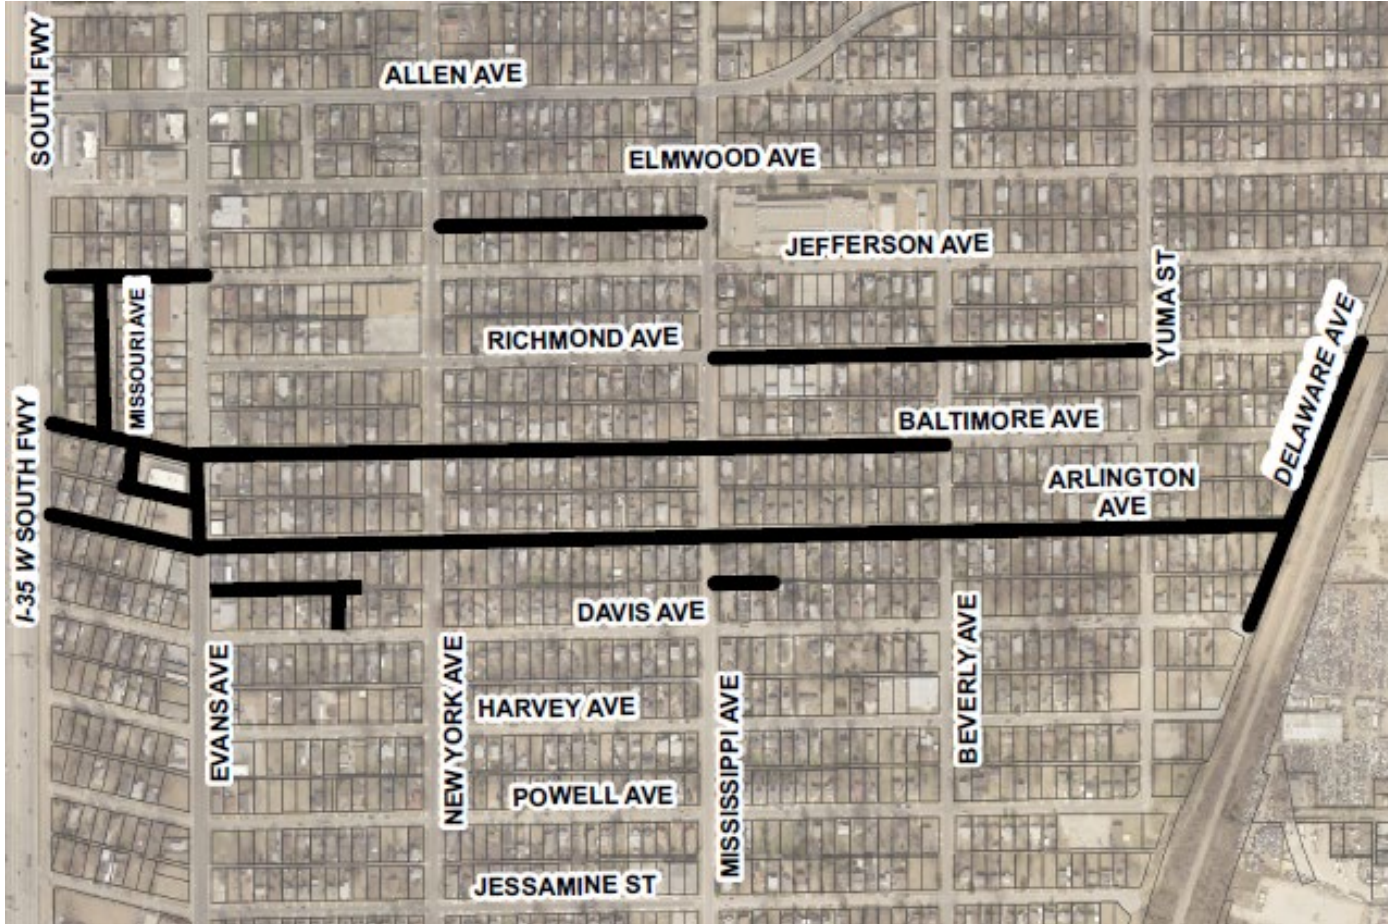 SOUTH FWY
ALLEN AVE
ELMWOOD AVE
JEFFERSON AVE
YUMA ST
MISSOURI AVE
RICHMOND AVE
DELAWARE AVE
I-35 W SOUTH FWY
BALTIMORE AVE
ARLINGTON
AVE
DAVIS AVE
EVANS AVE
NEW YORK AVE
HARVEY AVE
MISSISSIPPI AVE
BEVERLY AVE
POWELL AVE
JESSAMINE ST